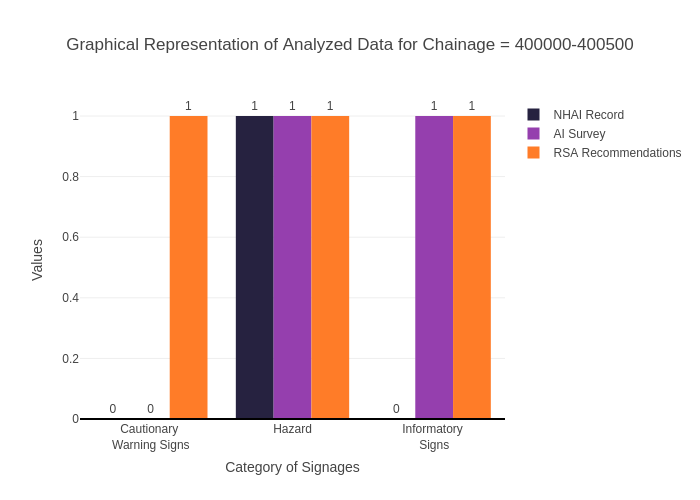 Graphical Representation of Analyzed Data for Chainage = 400000-400500
1
1
1
1
1
1
NHAI Record
AI Survey
RSA Recommendations
1
0.8
0.6
0.4
0.2
0
Values
0
0
0
Cautionary
Warning Signs
Hazard
Informatory
Signs
Category of Signages